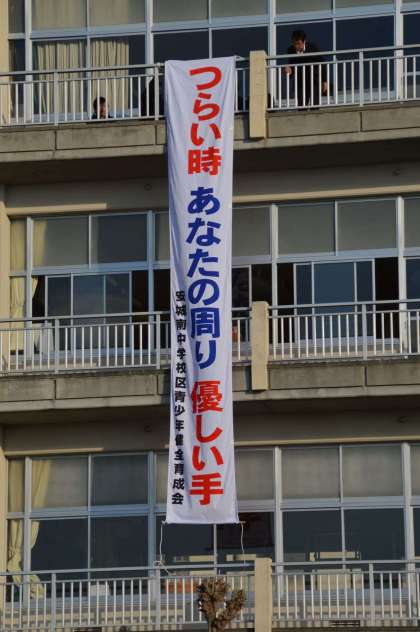 つらい時 あなたの周り 優しい手
安城南中学校区青少年健全育成会